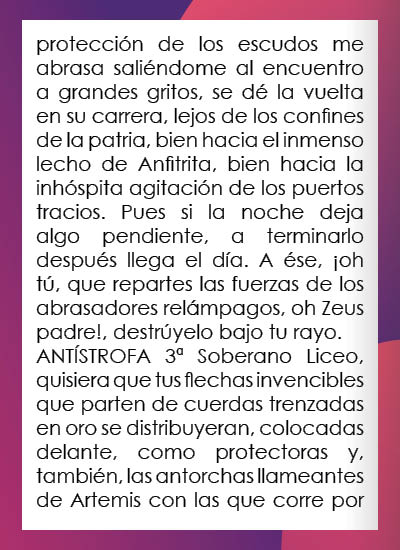 protección de los escudos me
abrasa saliéndome al encuentro
a grandes gritos, se dé la vuelta
en su carrera, lejos de los confines
de la patria, bien hacia el inmenso
lecho de Anfitrita, bien hacia la
inhóspita agitación de los puertos
tracios. Pues si la noche deja
algo pendiente, a terminarlo
después llega el día. A ése, ¡oh
tú, que repartes las fuerzas de los
abrasadores relámpagos, oh Zeus
padre!, destrúyelo bajo tu rayo.
ANTÍSTROFA 3ª Soberano Liceo,
quisiera que tus flechas invencibles
que parten de cuerdas trenzadas
en oro se distribuyeran, colocadas
delante, como protectoras y,
también, las antorchas llameantes
de Artemis con las que corre por